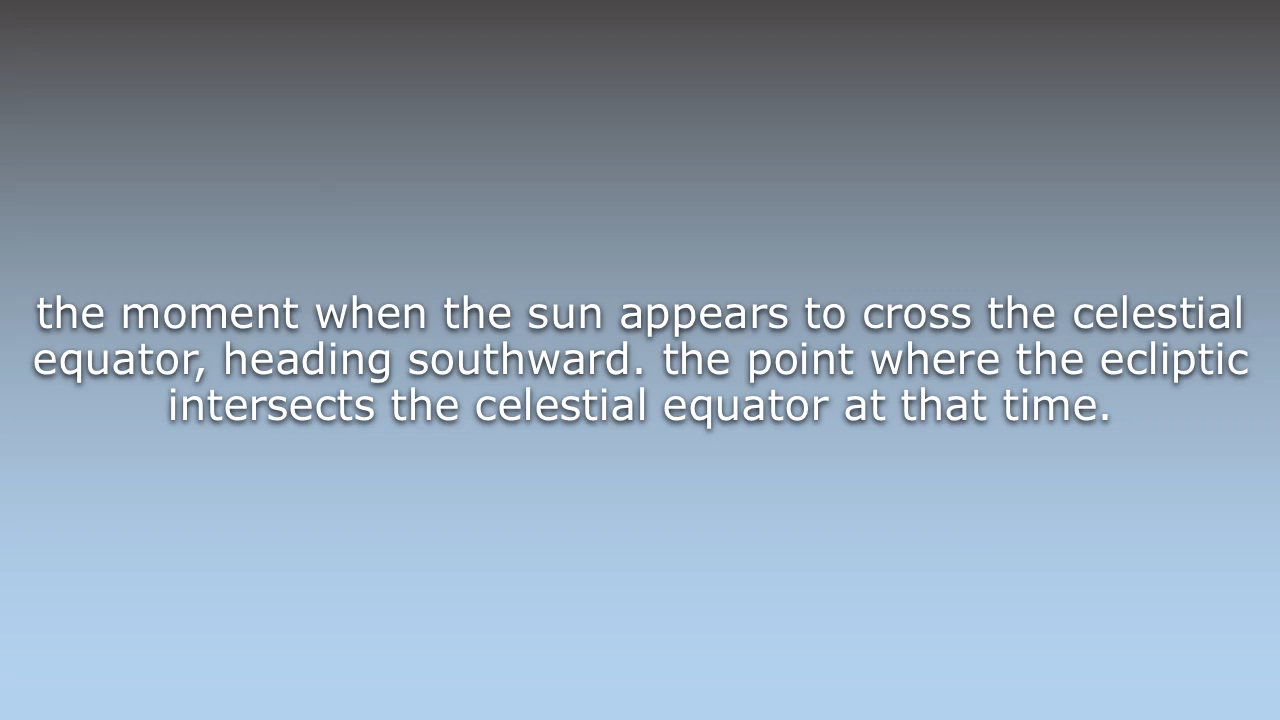 the moment when the sun appears to cross the celestial
equator, heading southward. the point where the ecliptic
intersects the celestial equator at that time.